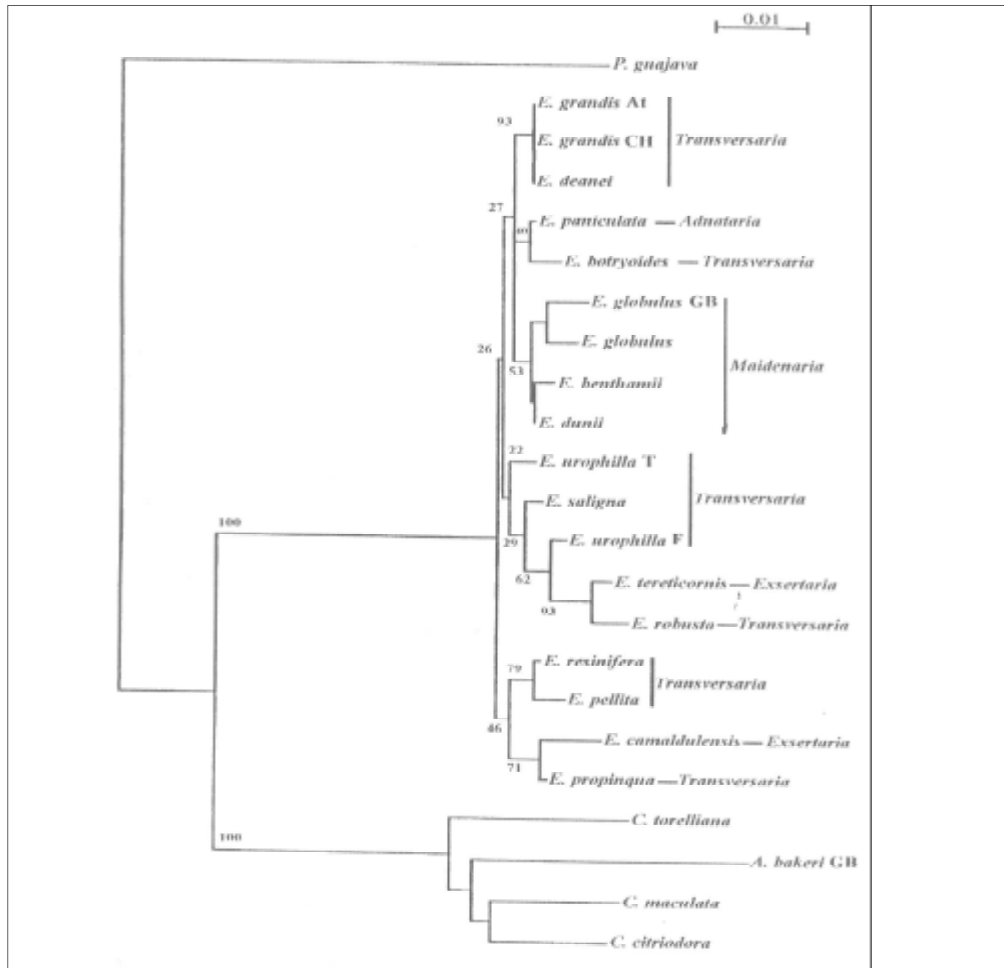 0.01
P. guajava
93
E. grandis At
E. grandis CH
Transversaria
E. deanei
27
E. paniculata — Adnataria
E. botryoides — Transversaria
E. globulus GB
26
E. globulus
53
Maidenaria
E. benthamii
E. dunii
22
E. urophilla T
E. saligna
Transversaria
100
29
E. urophilla F
62
E. tereticornis — Exsertaria
93
E. robusta — Transversaria
79
E. resinifera
Transversaria
E. pellita
46
E. camaldulensis — Exsertaria
71
E. propinqua — Transversaria
C. torelliana
100
A. bakeri GB
C. maculata
C. citriodora